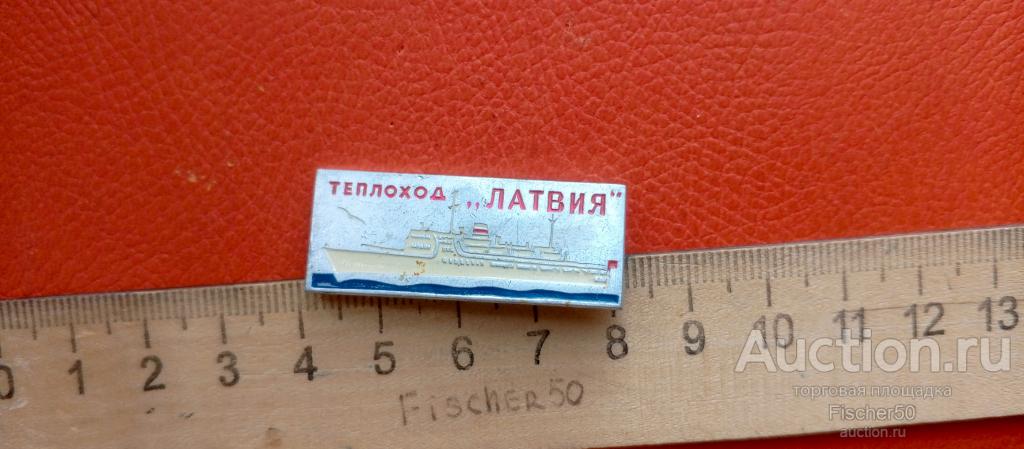 ТЕПЛОХОД „ЛАТВИЯ"
0 1 2 3 4 5 6 7 8 9 10 11 12 13
Fischer50
Auction.ru
торговая площадка
Fischer50
auction.ru